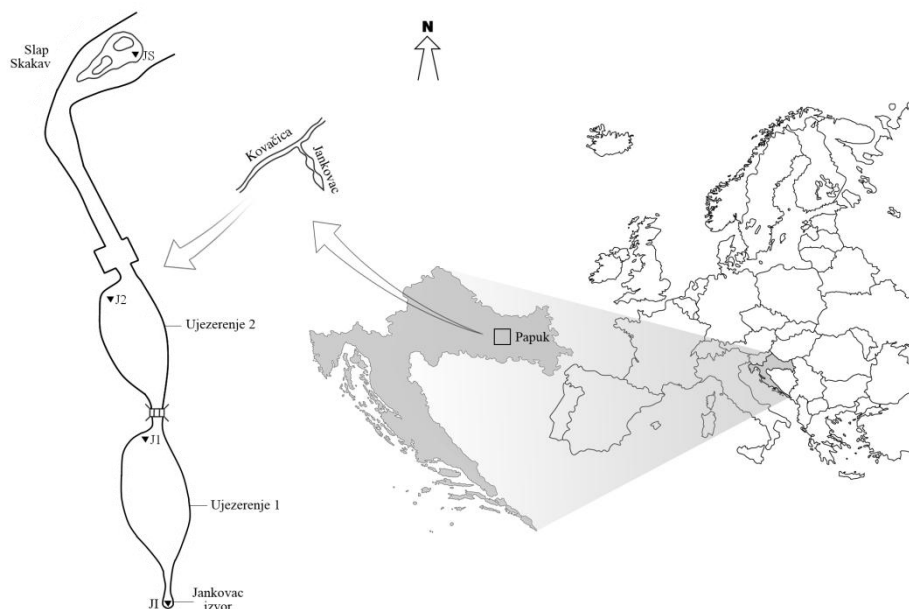 Slap
Skakav
JS
N
Kovačica
Jankovac
J2
Ujezerenje 2
Papuk
J1
Ujezerenje 1
JI
Jankovac
izvor